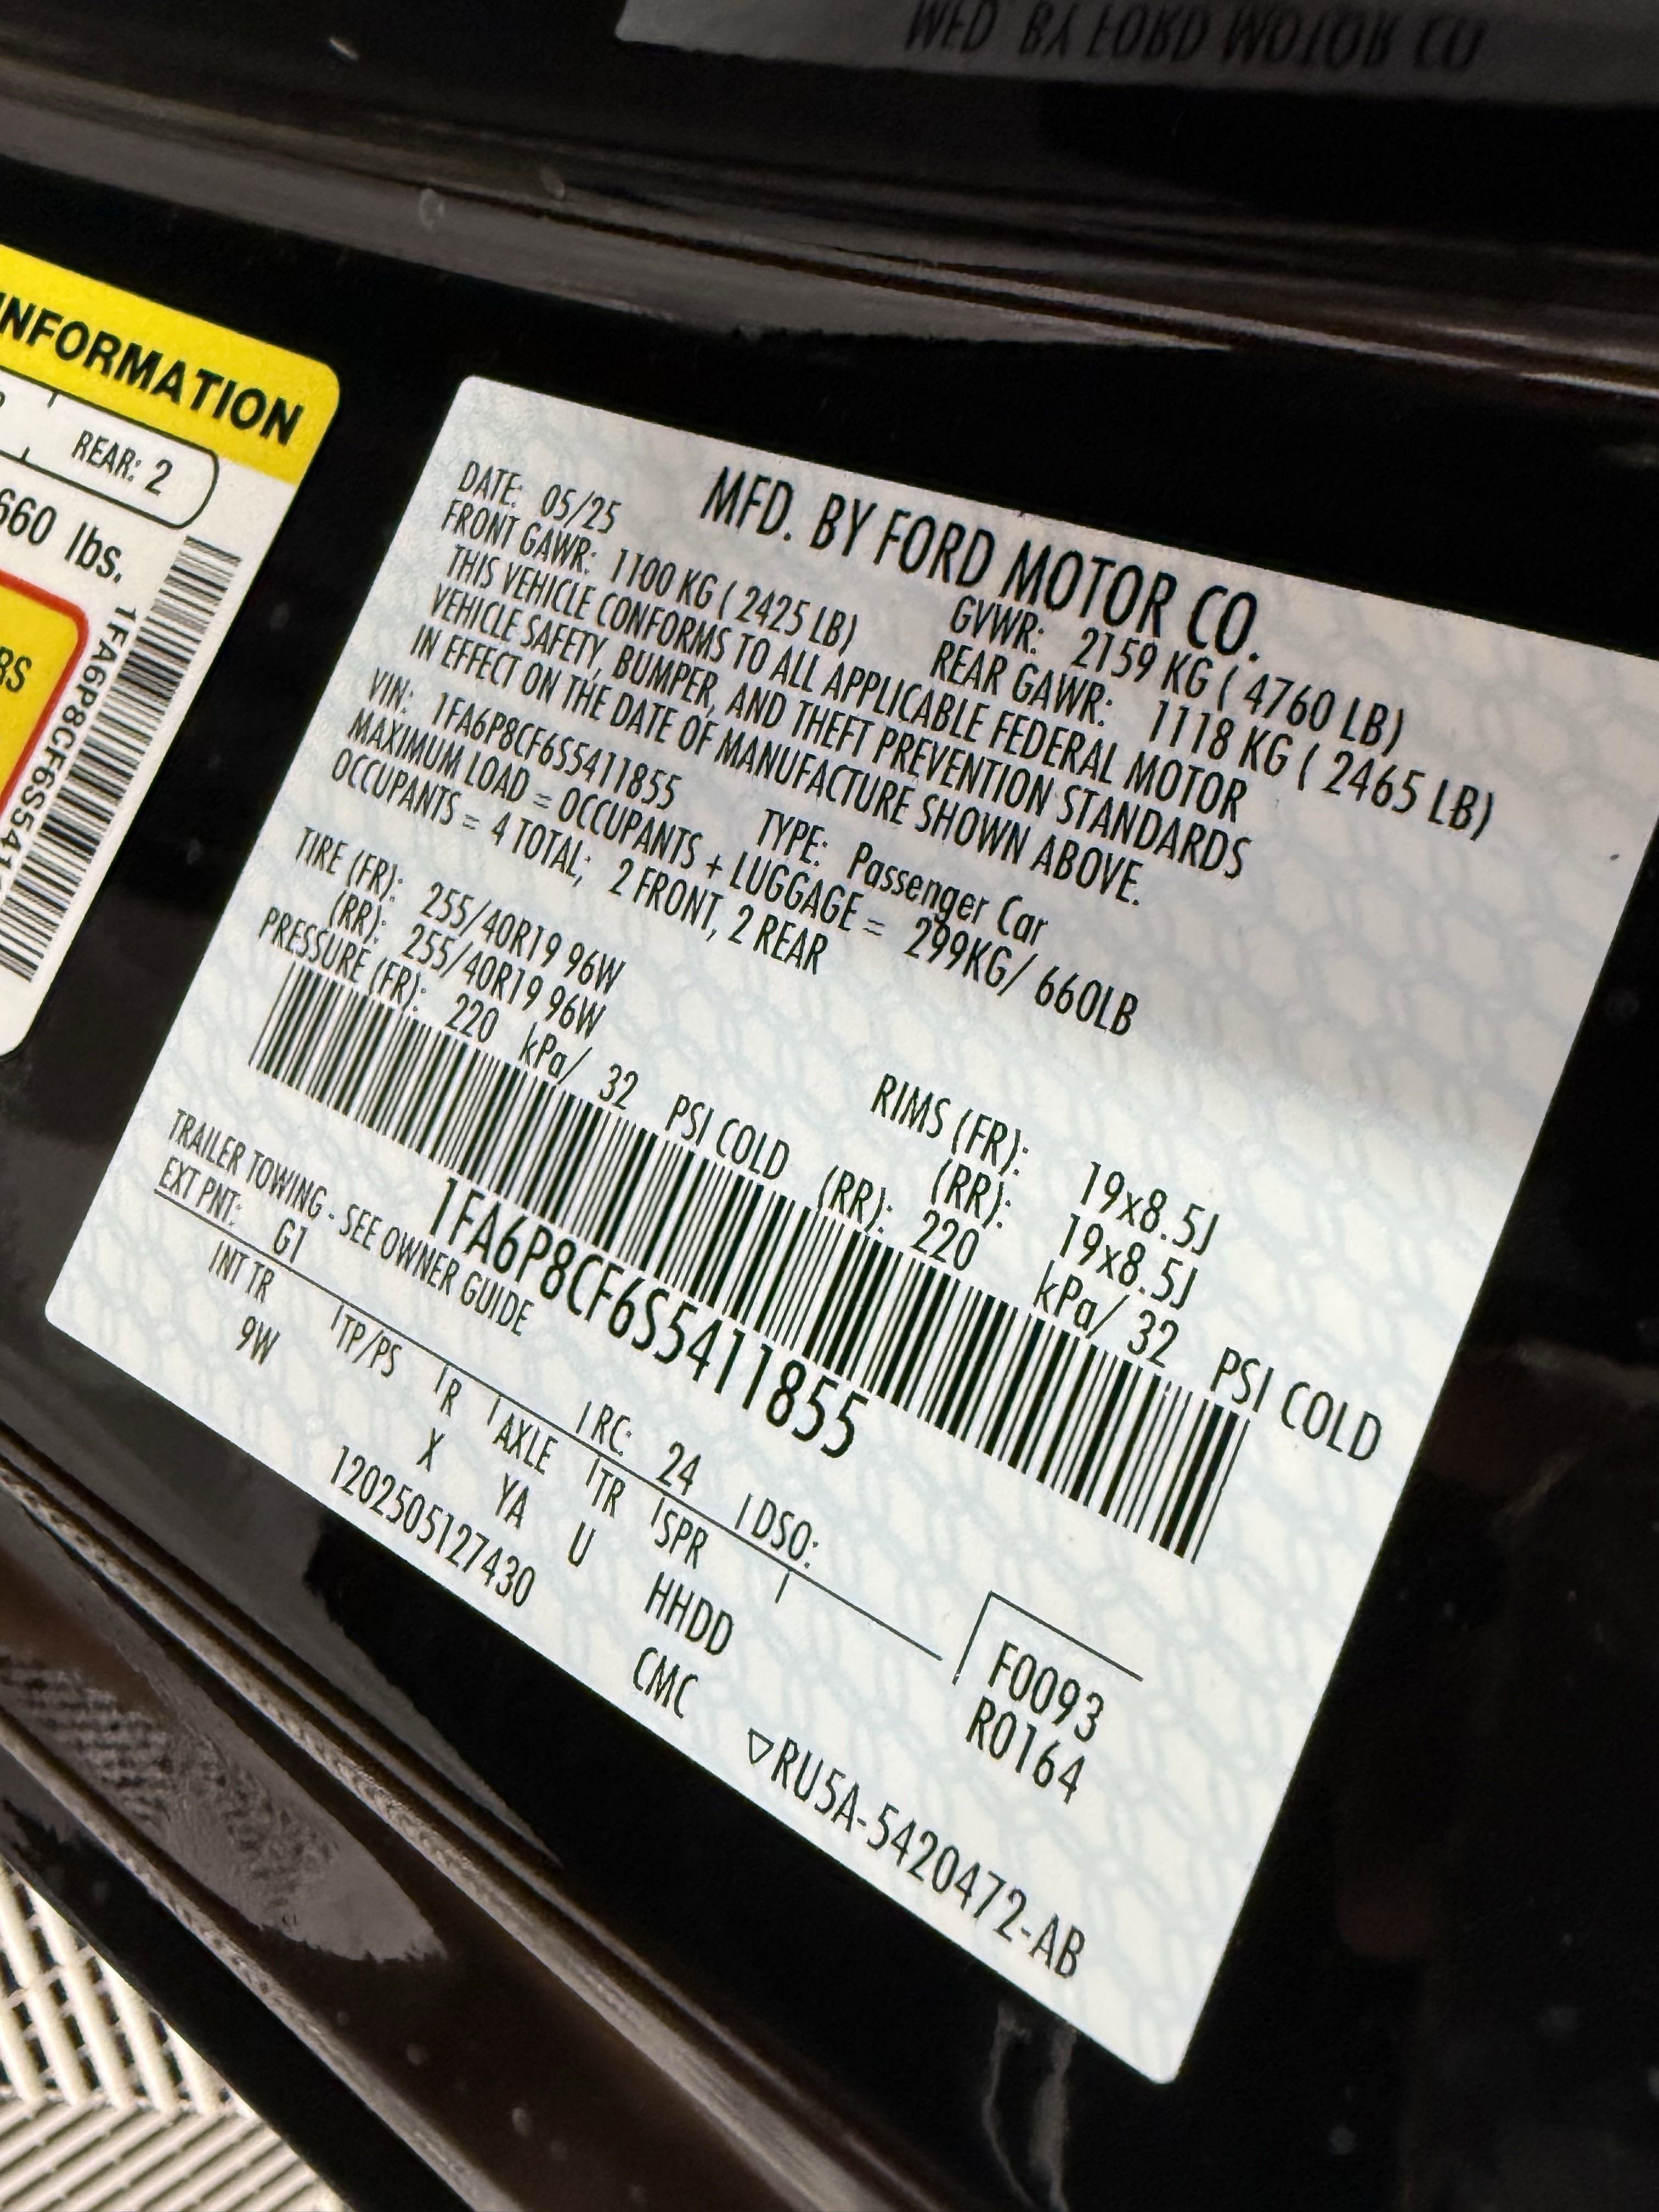 MFD. BY FORD MOTOR CO.
INFORMATION
REAR: 2
660 lbs.
RS
1FA6P8CF6S541
MFD. BY FORD MOTOR CO.
DATE: 05/25 GVWR: 2159 KG ( 4760 LB)
FRONT GAWR: 1100 KG ( 2425 LB) REAR GAWR: 1118 KG ( 2465 LB)
THIS VEHICLE CONFORMS TO ALL APPLICABLE FEDERAL MOTOR
VEHICLE SAFETY, BUMPER, AND THEFT PREVENTION STANDARDS
IN EFFECT ON THE DATE OF MANUFACTURE SHOWN ABOVE.
VIN: 1FA6P8CF6S5411855 TYPE: Passenger Car
MAXIMUM LOAD = OCCUPANTS + LUGGAGE = 299KG/ 660LB
OCCUPANTS = 4 TOTAL; 2 FRONT, 2 REAR
TIRE (FR): 255/40R19 96W RIMS (FR): 19x8.5J
(RR): 255/40R19 96W (RR): 19x8.5J
PRESSURE (FR): 220 kPa/ 32 PSI COLD (RR): 220 kPa/ 32 PSI COLD
1FA6P8CF6S5411855
TRAILER TOWING - SEE OWNER GUIDE
EXT PNT: G1 RC: 24 DSO:
INT TR TP/PS R AXLE TR SPR
9W X YA U HHDD
F0093
R0164
120250512743​0 CMC
▽RU5A-5420472-AB